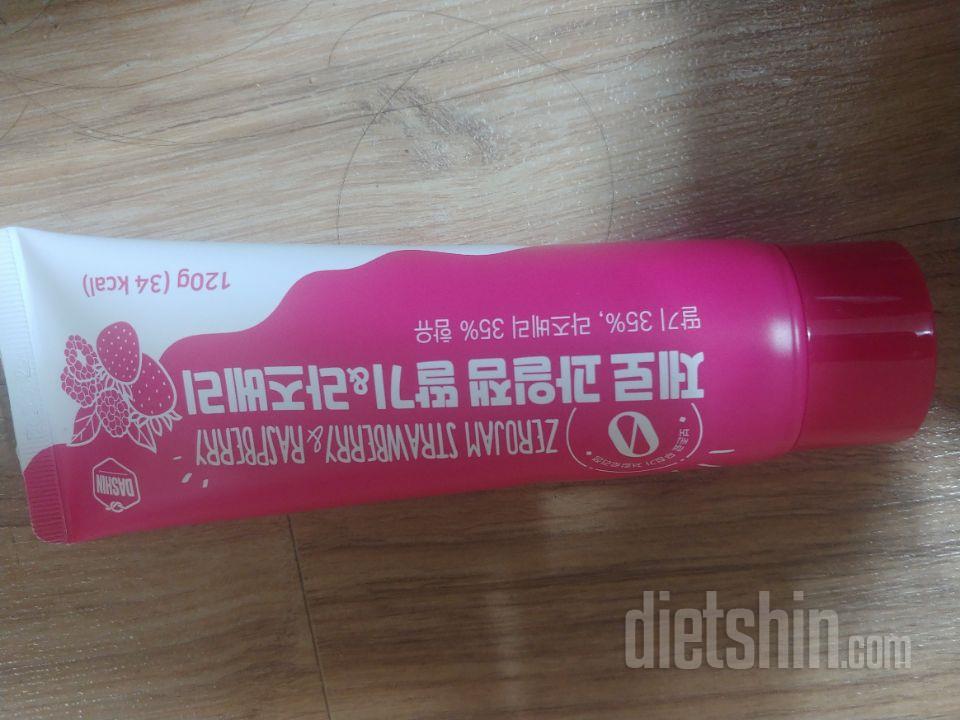 DASHIN
ZEROJAM STRAWBERRY & RASPBERRY
제로 과일잼 딸기&라즈베리
딸기 35%, 라즈베리 35% 함유
120g (34 kcal)
dietshin.com